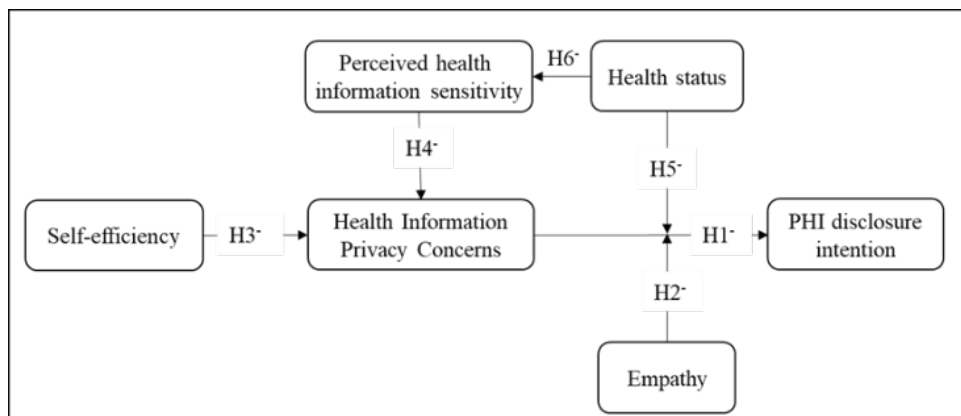 Perceived health
information sensitivity
H6-
Health status
H4-
H5-
Self-efficiency
H3-
Health Information
Privacy Concerns
H1-
PHI disclosure
intention
H2-
Empathy